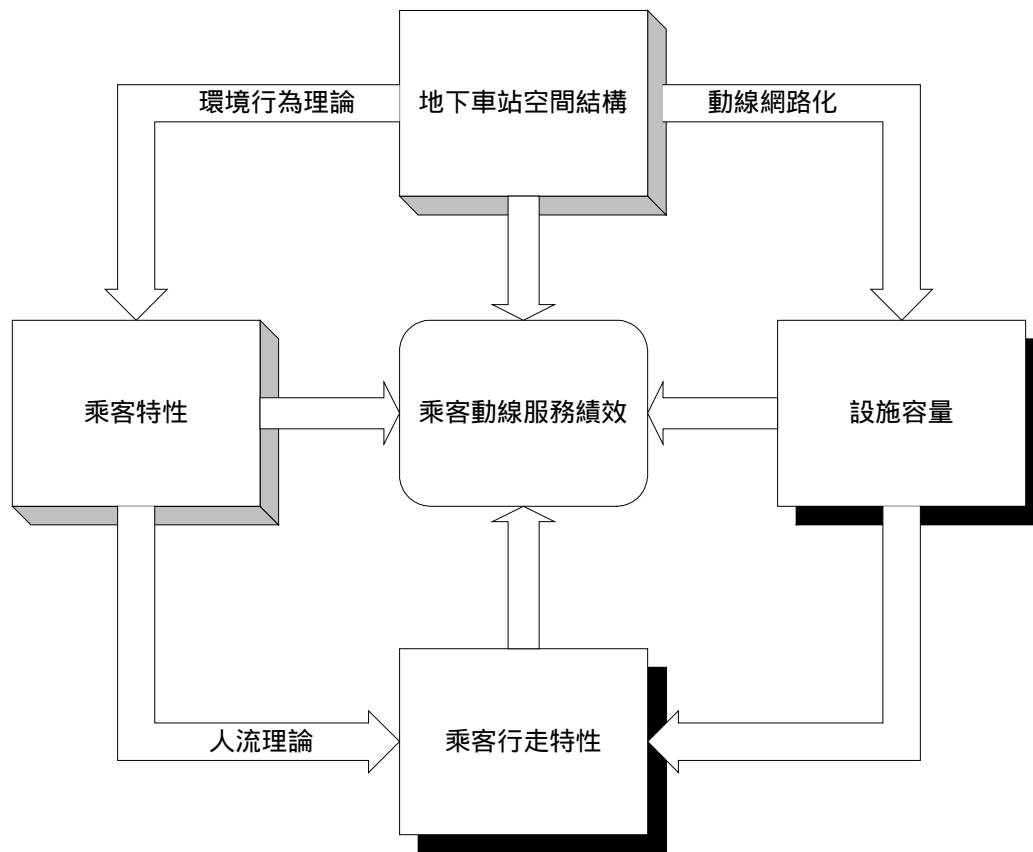 環境行為理論
地下車站空間結構
動線網路化
乘客特性
乘客動線服務績效
設施容量
人流理論
乘客行走特性